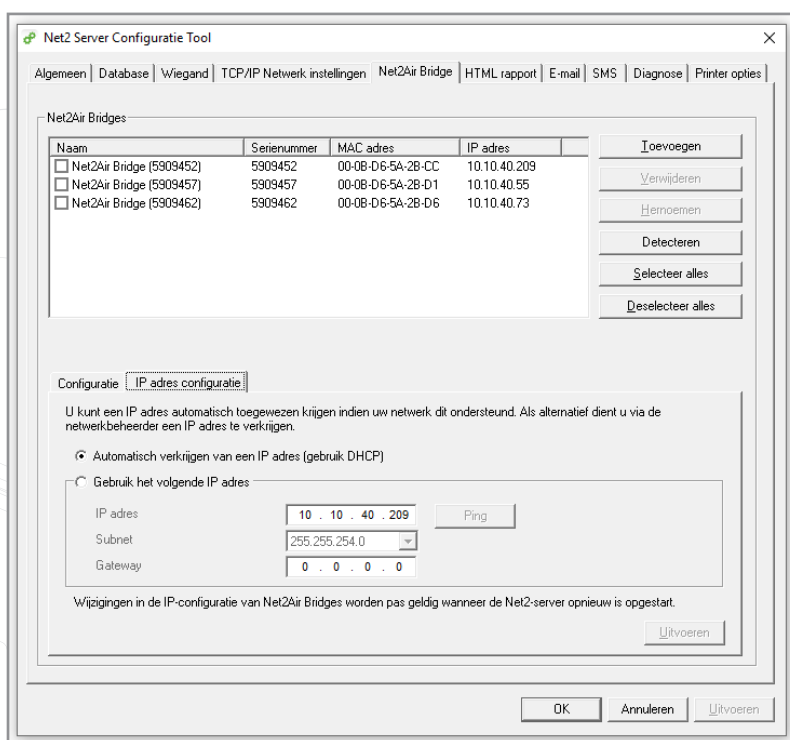 Net2 Server Configuratie Tool
Algemeen Database Wiegand TCP/IP Netwerk instellingen Net2Air Bridge HTML rapport E-mail SMS Diagnose Printer opties
Net2Air Bridges
Naam Serienummer MAC adres IP adres
Net2Air Bridge (5909452) 5909452 00-0B-D6-5A-2B-CC 10.10.40.209
Net2Air Bridge (5909457) 5909457 00-0B-D6-5A-2B-D1 10.10.40.55
Net2Air Bridge (5909462) 5909462 00-0B-D6-5A-2B-D6 10.10.40.73
Toevoegen
Verwijderen
Hernoemen
Detecteren
Selecteer alles
Deselecteer alles
Configuratie IP adres configuratie
U kunt een IP adres automatisch toegewezen krijgen indien uw netwerk dit ondersteund. Als alternatief dient u via de
netwerkbeheerder een IP adres te verkrijgen.
Automatisch verkrijgen van een IP adres (gebruik DHCP)
Gebruik het volgende IP adres
IP adres 10 . 10 . 40 . 209 Ping
Subnet 255.255.254.0
Gateway 0 . 0 . 0 . 0
Wijzigingen in de IP-configuratie van Net2Air Bridges worden pas geldig wanneer de Net2-server opnieuw is opgestart.
Uitvoeren
OK Annuleren Uitvoeren